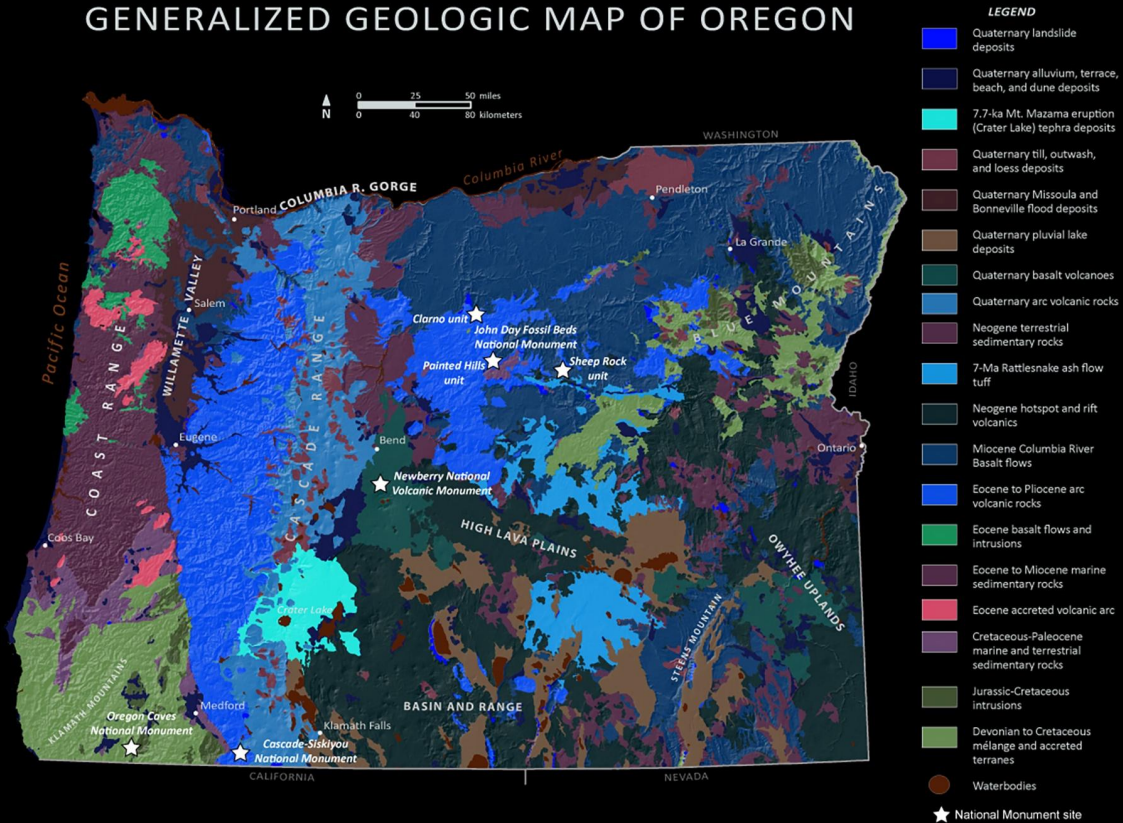 GENERALIZED GEOLOGIC MAP OF OREGON
0 25 50 miles
N
0 40 80 kilometers
WASHINGTON
Columbia River
COLUMBIA R. GORGE
Pendleton
Portland
La Grande
BLUE MOUNTAINS
Pacific Ocean
WILLAMETTE VALLEY
Salem
Clarno unit
John Day Fossil Beds
National Monument
Painted Hills
unit
Sheep Rock
unit
IDAHO
COAST RANGE
CASCADE RANGE
Eugene
Bend
Ontario
Newberry National
Volcanic Monument
HIGH LAVA PLAINS
Coos Bay
OWYHEE UPLANDS
Crater Lake
STEENS MOUNTAIN
KLAMATH MOUNTAINS
Medford
BASIN AND RANGE
Oregon Caves
National Monument
Klamath Falls
Cascade-Siskiyou
National Monument
CALIFORNIA
NEVADA
LEGEND
Quaternary landslide
deposits
Quaternary alluvium, terrace,
beach, and dune deposits
7.7-ka Mt. Mazama eruption
(Crater Lake) tephra deposits
Quaternary till, outwash,
and loess deposits
Quaternary Missoula and
Bonneville flood deposits
Quaternary pluvial lake
deposits
Quaternary basalt volcanoes
Quaternary arc volcanic rocks
Neogene terrestrial
sedimentary rocks
7-Ma Rattlesnake ash flow
tuff
Neogene hotspot and rift
volcanics
Miocene Columbia River
Basalt flows
Eocene to Pliocene arc
volcanic rocks
Eocene basalt flows and
intrusions
Eocene to Miocene marine
sedimentary rocks
Eocene accreted volcanic arc
Cretaceous-Paleocene
marine and terrestrial
sedimentary rocks
Jurassic-Cretaceous
intrusions
Devonian to Cretaceous
mélange and accreted
terranes
Waterbodies
National Monument site